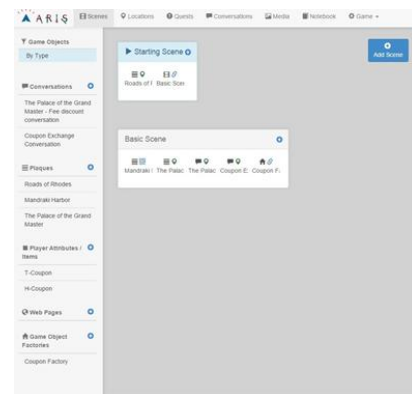 ARIS Scenes Locations Quests Conversations Media Notebook Game
Game Objects
By Type
Conversations
The Palace of the Grand
Master - Fee discount
conversation
Coupon Exchange
Conversation
Plaques
Roads of Rhodes
Mandraki Harbor
The Palace of the Grand
Master
Player Attributes /
Items
T-Coupon
H-Coupon
Web Pages
Game Object
Factories
Coupon Factory
Starting Scene
Roads of I Basic Scen
Basic Scene
Mandraki I The Palac The Palac Coupon E: Coupon F:
Add Scene